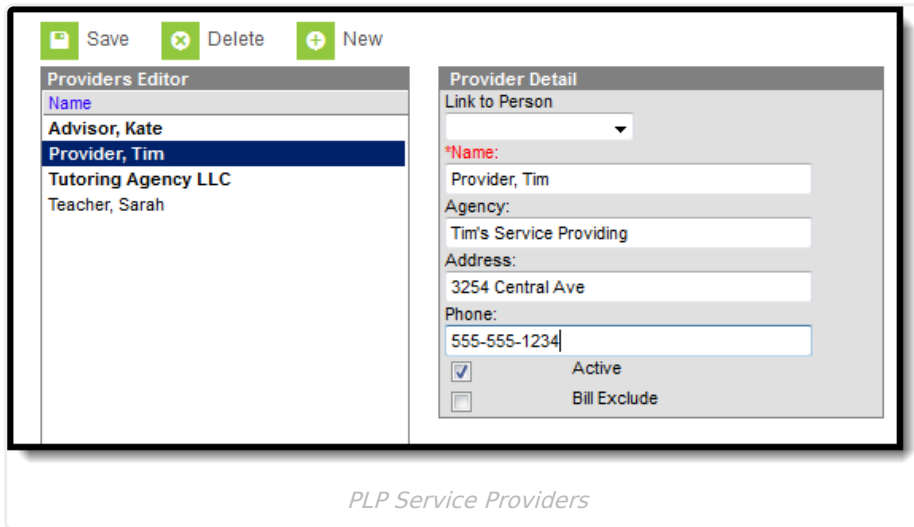 Save Delete New
Providers Editor
Name
Advisor, Kate
Provider, Tim
Tutoring Agency LLC
Teacher, Sarah
Provider Detail
Link to Person
*Name:
Provider, Tim
Agency:
Tim's Service Providing
Address:
3254 Central Ave
Phone:
555-555-1234
Active
Bill Exclude
PLP Service Providers